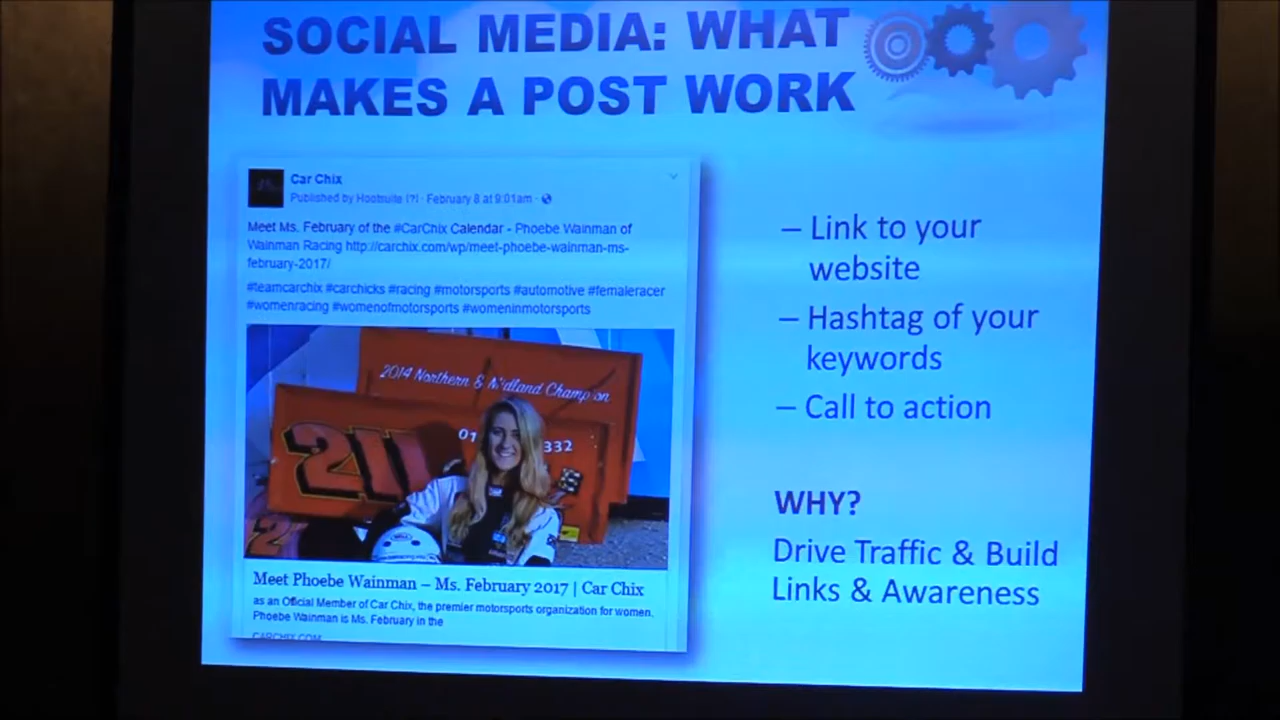 SOCIAL MEDIA: WHAT
MAKES A POST WORK
Car Chix
Published by Hootsuite [?] · February 8 at 9:01am ·
Meet Ms. February of the #CarChix Calendar - Phoebe Wainman of
Wainman Racing http://carchix.com/wp/meet-phoebe-wainman-ms-
february-2017/
#teamcarchix #carchicks #racing #motorsports #automotive #femaleracer
#womenracing #womenofmotorsports #womeninmotorsports
2014 Northern & Midland Champion
211
01
332
Meet Phoebe Wainman – Ms. February 2017 | Car Chix
as an Official Member of Car Chix, the premier motorsports organization for women.
Phoebe Wainman is Ms. February in the
CARCHIX.COM
– Link to your
website
– Hashtag of your
keywords
– Call to action
WHY?
Drive Traffic & Build
Links & Awareness